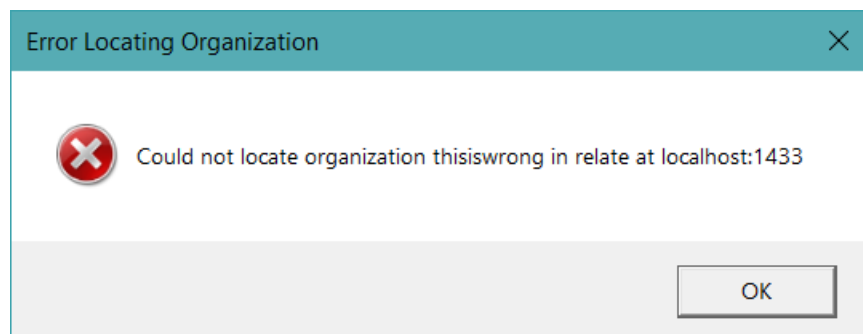 Error Locating Organization
Could not locate organization thisiswrong in relate at localhost:1433
OK